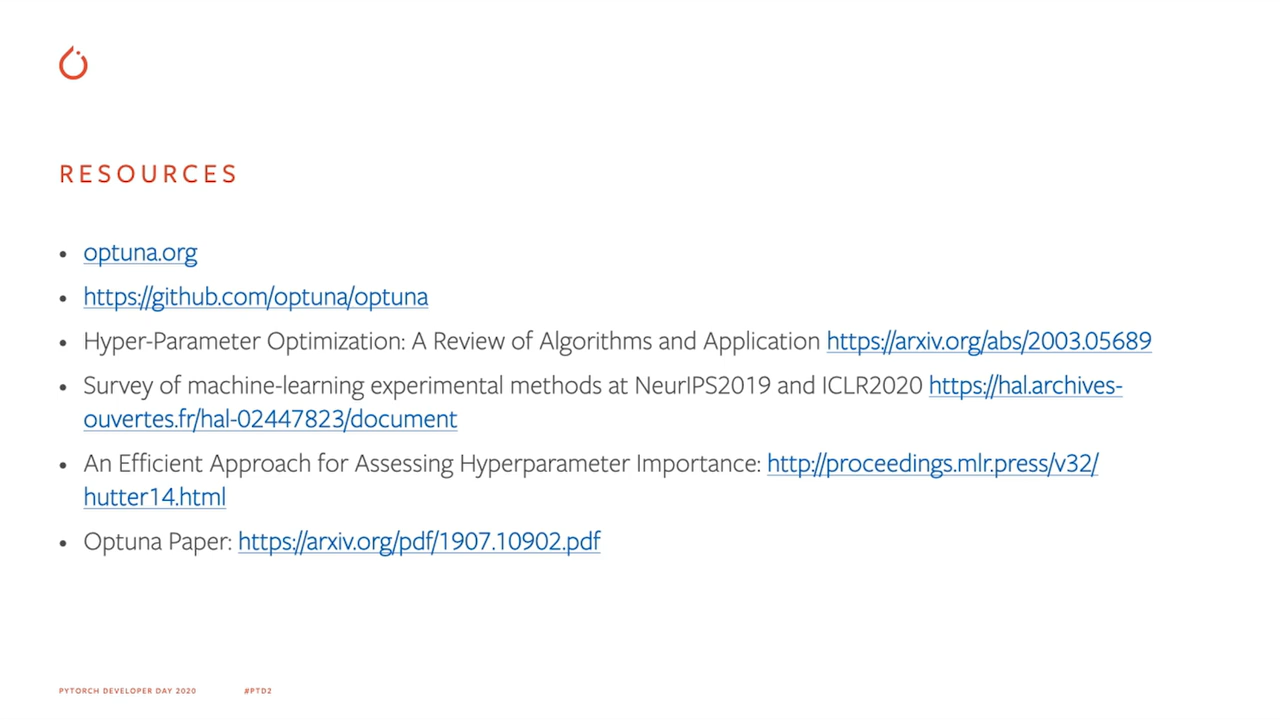 RESOURCES
• optuna.org
• https://github.com/optuna/optuna
• Hyper-Parameter Optimization: A Review of Algorithms and Application https://arxiv.org/abs/2003.05689
• Survey of machine-learning experimental methods at NeurIPS2019 and ICLR2020 https://hal.archives-
ouvertes.fr/hal-02447823/document
• An Efficient Approach for Assessing Hyperparameter Importance: http://proceedings.mlr.press/v32/
hutter14.html
• Optuna Paper: https://arxiv.org/pdf/1907.10902.pdf
PYTORCH DEVELOPER DAY 2020 #PTD2